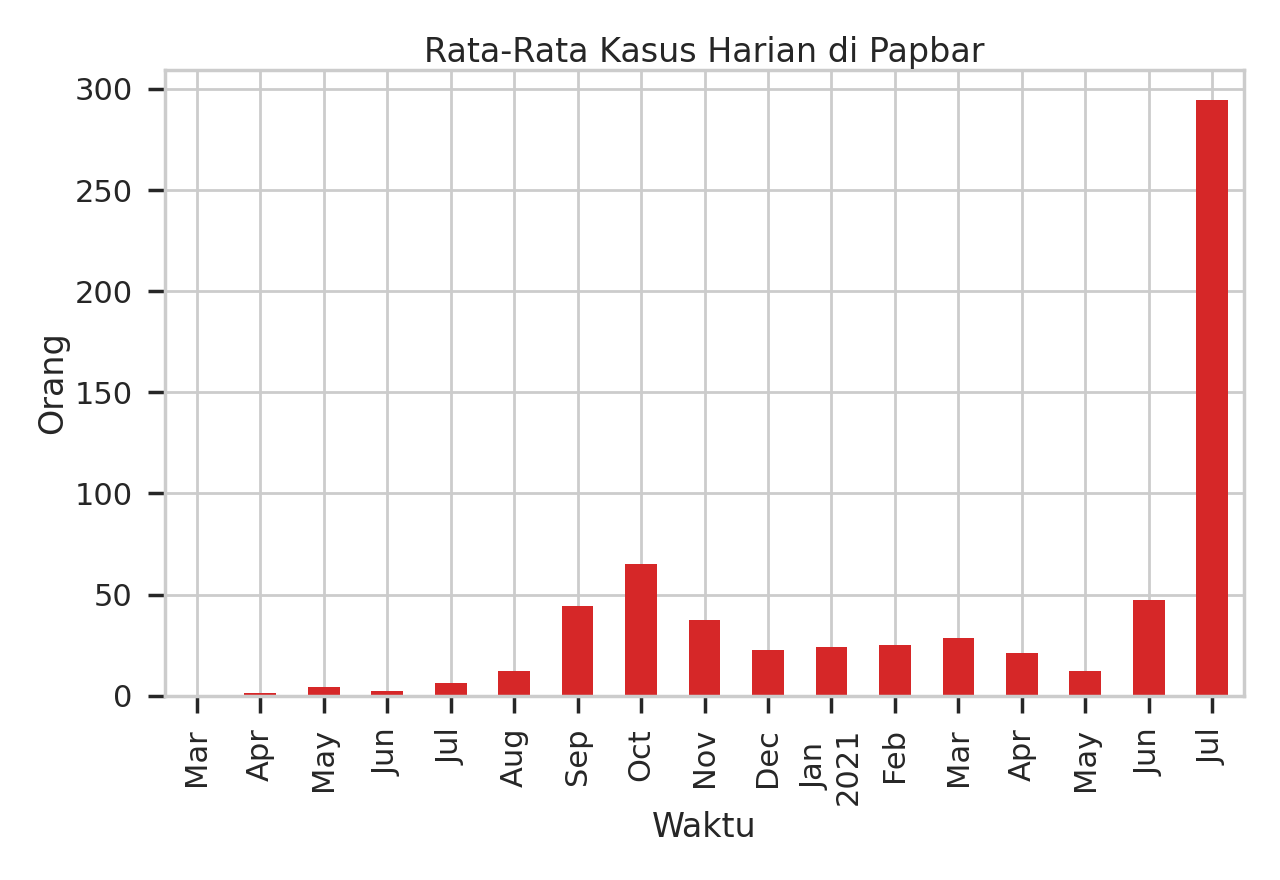 Rata-Rata Kasus Harian di Papbar
300
250
200
150
100
50
0
Orang
Mar
Apr
May
Jun
Jul
Aug
Sep
Oct
Nov
Dec
Jan
2021
Feb
Mar
Apr
May
Jun
Jul
Waktu